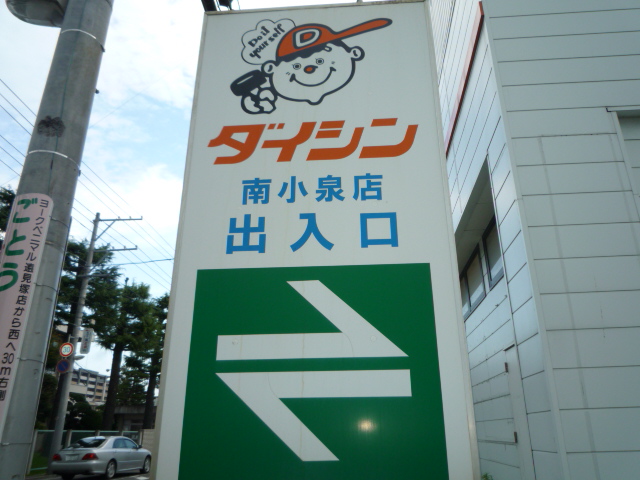 Do it
yourself
D
ダイシン
南小泉店
出入口
ごとう
ヨークベニマル遠見塚店から西へ30m右側